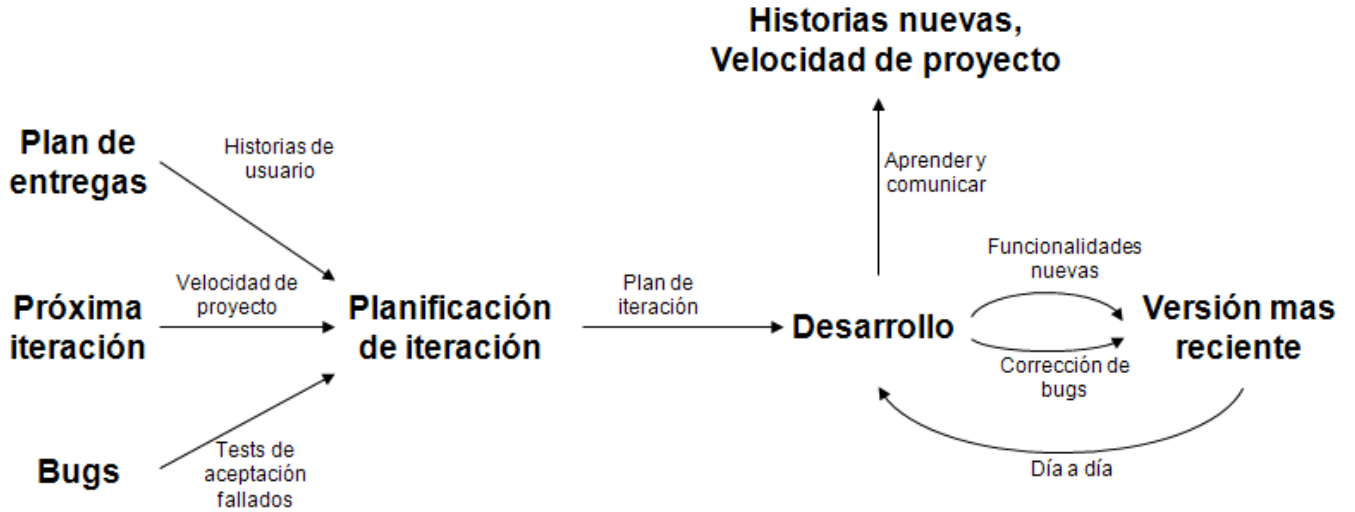 Historias nuevas,
Velocidad de proyecto
Plan de
entregas
Historias de
usuario
Aprender y
comunicar
Próxima
iteración
Velocidad de
proyecto
Planificación
de iteración
Plan de
iteración
Desarrollo
Funcionalidades
nuevas
Corrección de
bugs
Versión mas
reciente
Día a día
Bugs
Tests de
aceptación
fallados